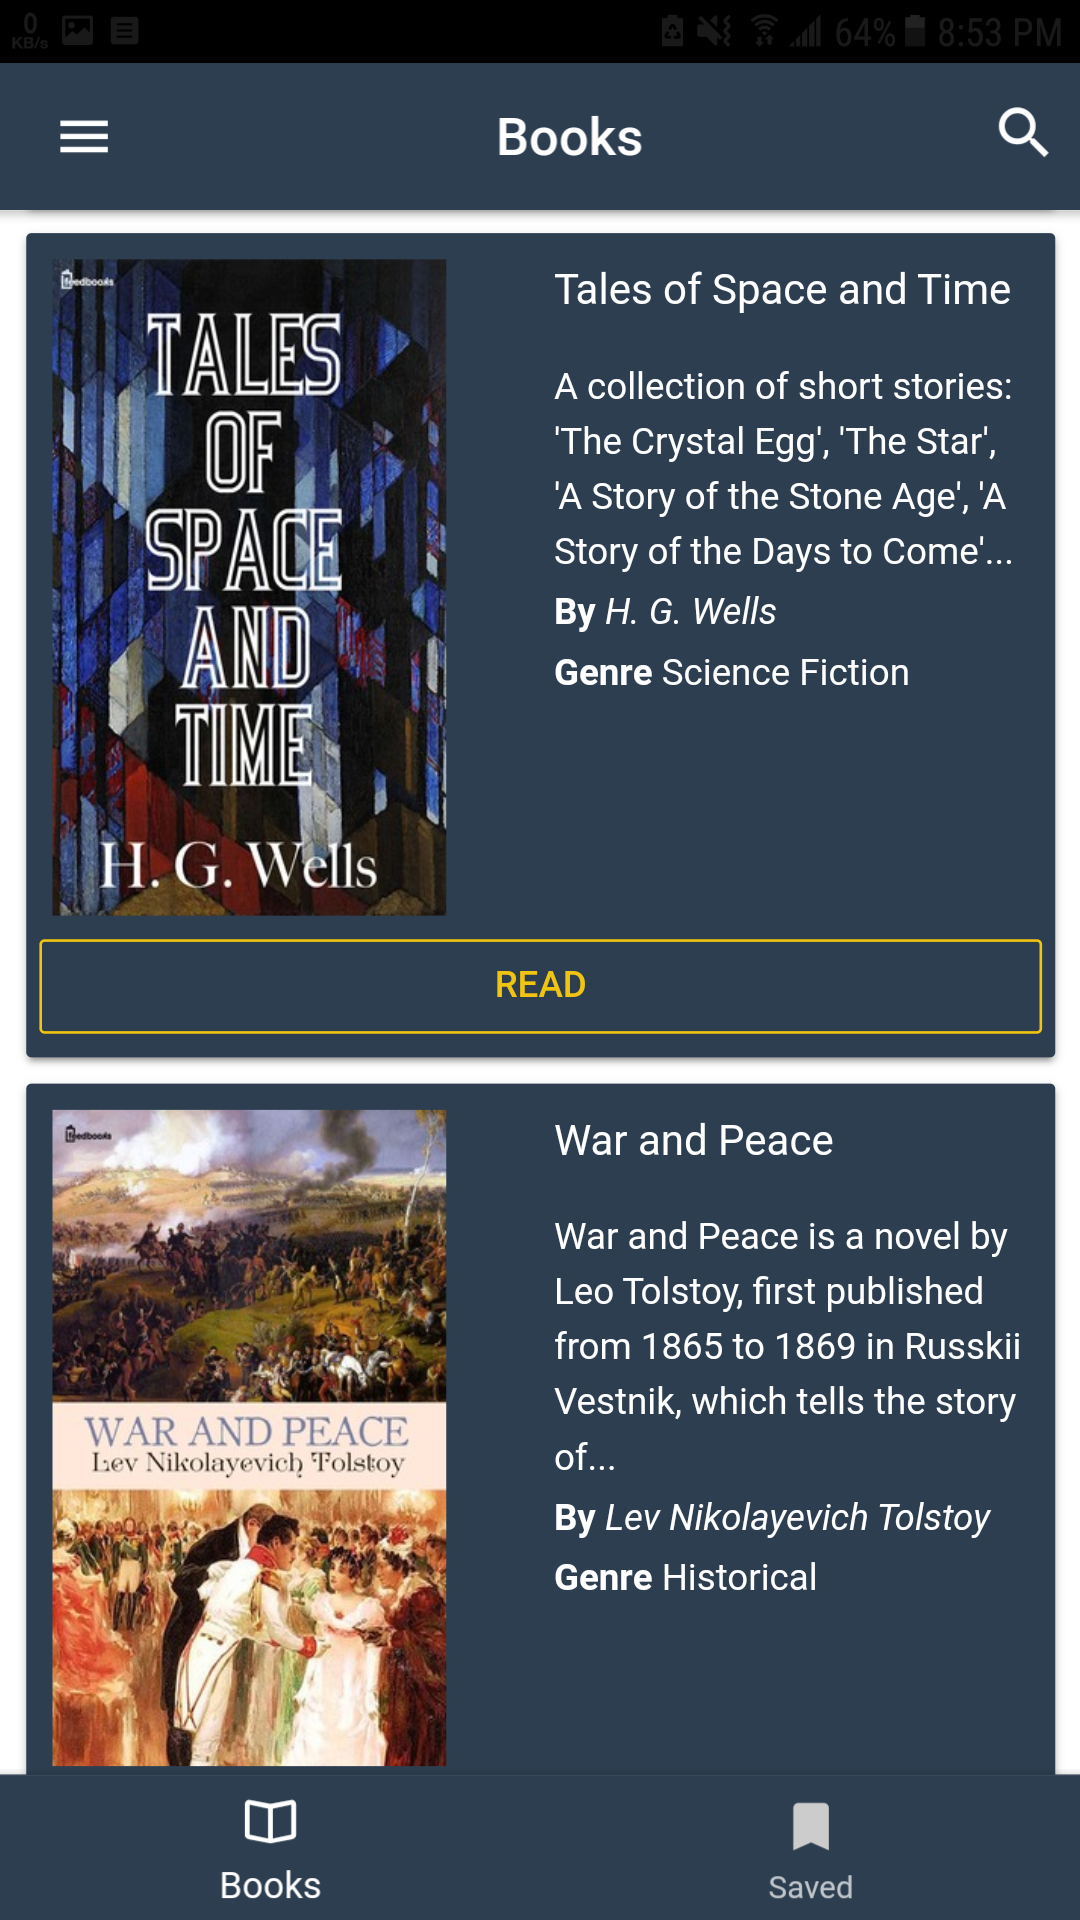 0
KB/s
64%
8:53 PM
Books
feedbooks
TALES
OF
SPACE
AND
TIME
H. G. Wells
Tales of Space and Time
A collection of short stories:
'The Crystal Egg', 'The Star',
'A Story of the Stone Age', 'A
Story of the Days to Come'...
By H. G. Wells
Genre Science Fiction
READ
feedbooks
WAR AND PEACE
Lev Nikolayevich Tolstoy
War and Peace
War and Peace is a novel by
Leo Tolstoy, first published
from 1865 to 1869 in Russkii
Vestnik, which tells the story
of...
By Lev Nikolayevich Tolstoy
Genre Historical
Books
Saved